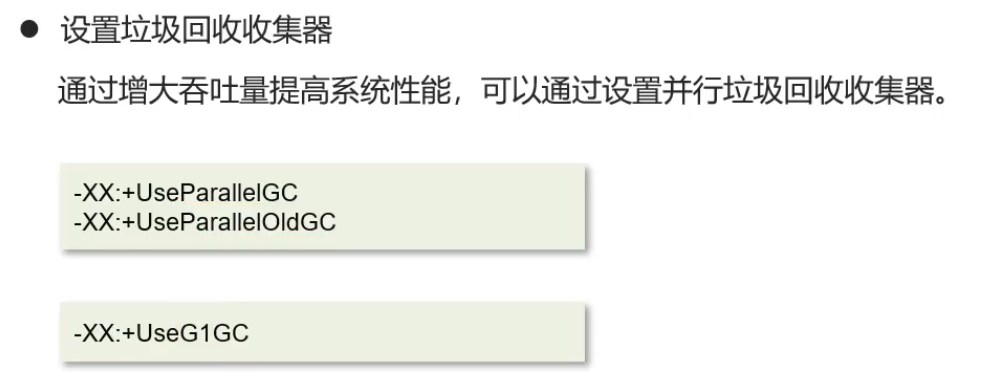 ● 设置垃圾回收收集器
通过增大吞吐量提高系统性能，可以通过设置并行垃圾回收收集器。
-XX:+UseParallelGC
-XX:+UseParallelOldGC
-XX:+UseG1GC